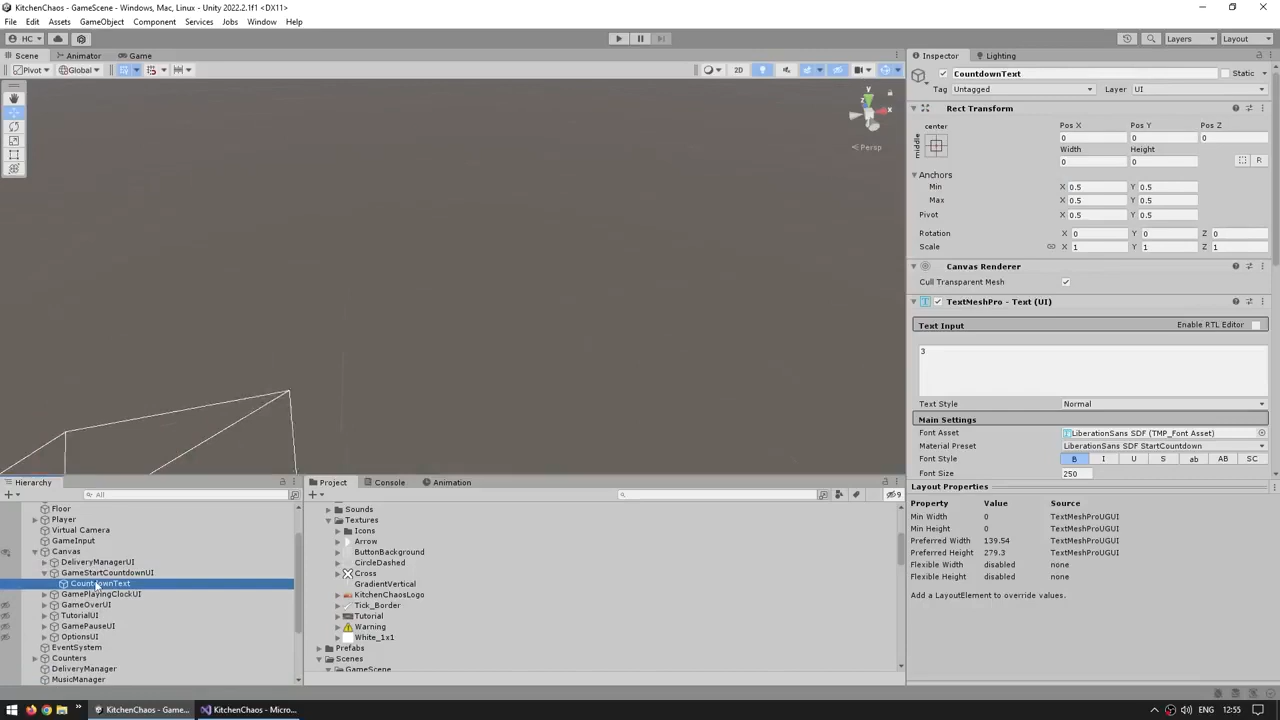 KitchenChaos - GameScene - Windows, Mac, Linux - Unity 2022.2.1f1 <DX11>
File Edit Assets GameObject Component Services Jobs Window Help
HC Layers Layout
Scene Animator Game
Pivot Global 2D
y
x
z
Persp
Inspector Lighting
CountdownText Static
Tag Untagged Layer UI
Rect Transform
center Pos X Pos Y Pos Z
middle 0 0 0
Width Height
0 0 R
Anchors
Min X 0.5 Y 0.5
Max X 0.5 Y 0.5
Pivot X 0.5 Y 0.5
Rotation X 0 Y 0 Z 0
Scale X 1 Y 1 Z 1
Canvas Renderer
Cull Transparent Mesh
TextMeshPro - Text (UI)
Text Input Enable RTL Editor
3
Text Style Normal
Main Settings
Font Asset LiberationSans SDF (TMP_Font Asset)
Material Preset LiberationSans SDF StartCountdown
Font Style B I U S ab AB SC
Font Size 250
Layout Properties
Property Value Source
Min Width 0 TextMeshProUGUI
Min Height 0 TextMeshProUGUI
Preferred Width 139.54 TextMeshProUGUI
Preferred Height 279.3 TextMeshProUGUI
Flexible Width disabled none
Flexible Height disabled none
Add a LayoutElement to override values.
Hierarchy
All
Floor
Player
Virtual Camera
GameInput
Canvas
DeliveryManagerUI
GameStartCountdownUI
CountdownText
GamePlayingClockUI
GameOverUI
TutorialUI
GamePauseUI
OptionsUI
EventSystem
Counters
DeliveryManager
MusicManager
Project Console Animation
9
Sounds
Textures
Icons
Arrow
ButtonBackground
CircleDashed
Cross
GradientVertical
KitchenChaosLogo
Tick_Border
Tutorial
Warning
White_1x1
Prefabs
Scenes
GameScene
KitchenChaos - Game... KitchenChaos - Micro... ENG 12:55